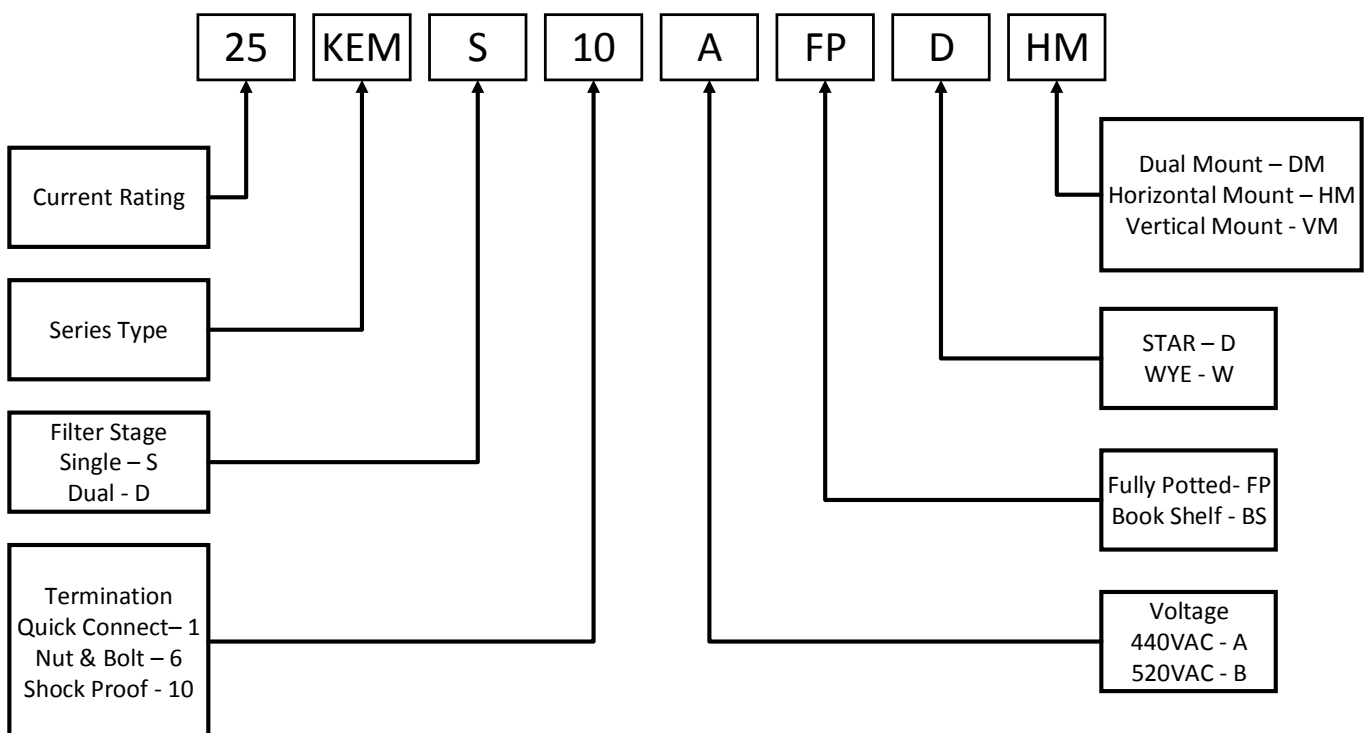 25 KEM S 10 A FP D HM
Current Rating
Series Type
Filter Stage
Single – S
Dual - D
Termination
Quick Connect– 1
Nut & Bolt – 6
Shock Proof - 10
Dual Mount – DM
Horizontal Mount – HM
Vertical Mount - VM
STAR – D
WYE - W
Fully Potted- FP
Book Shelf - BS
Voltage
440VAC - A
520VAC - B